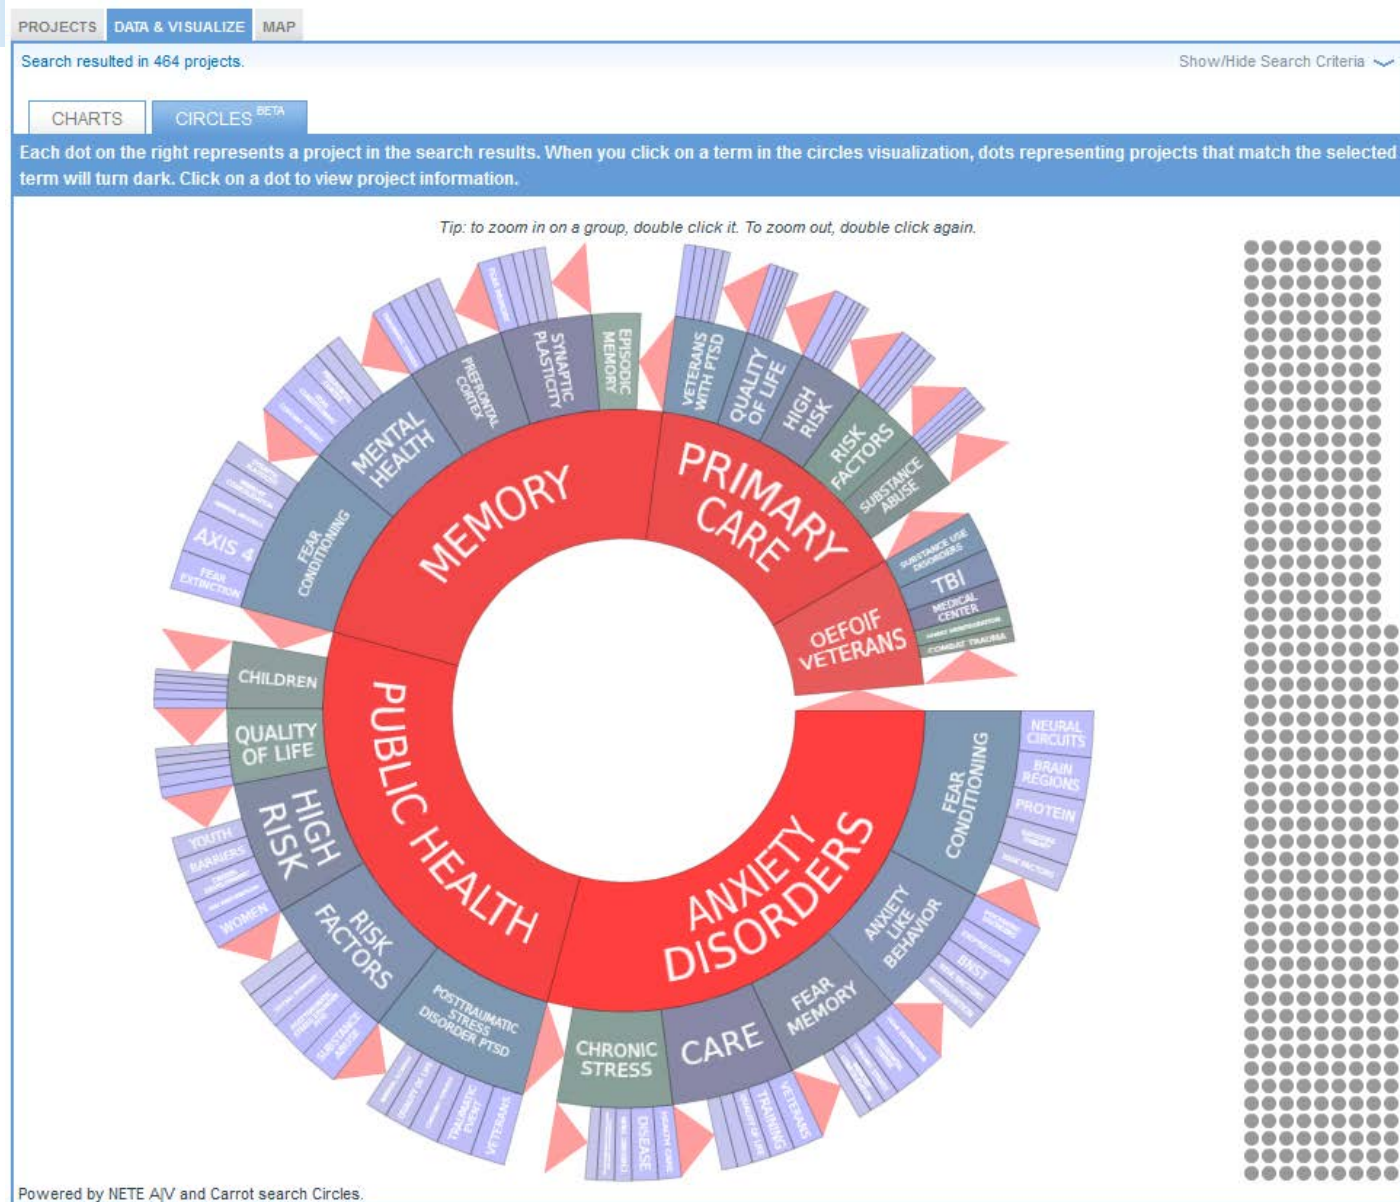 PROJECTS DATA & VISUALIZE MAP
Search resulted in 464 projects.
Show/Hide Search Criteria
CHARTS
CIRCLES BETA
Each dot on the right represents a project in the search results. When you click on a term in the circles visualization, dots representing projects that match the selected
term will turn dark. Click on a dot to view project information.
Tip: to zoom in on a group, double click it. To zoom out, double click again.
MEMORY
FEAR
CONDITIONING
FEAR
EXTINCTION
AXIS 4
MENTAL
HEALTH
PREFRONTAL
CORTEX
SYNAPTIC
PLASTICITY
EPISODIC
MEMORY
PRIMARY
CARE
VETERANS
WITH PTSD
QUALITY
OF LIFE
HIGH
RISK
RISK
FACTORS
SUBSTANCE
ABUSE
OEFOIF
VETERANS
SUBSTANCE USE
DISORDERS
TBI
MEDICAL
CENTER
COMBAT TRAUMA
ANXIETY
DISORDERS
FEAR
CONDITIONING
NEURAL
CIRCUITS
BRAIN
REGIONS
PROTEIN
RISK FACTORS
ANXIETY
LIKE
BEHAVIOR
BNST
FEAR
MEMORY
CARE
VETERANS
TRAINING
QUALITY OF LIFE
CHRONIC
STRESS
HEALTH CARE
DISEASE
PUBLIC HEALTH
POSTTRAUMATIC
STRESS
DISORDER PTSD
VETERANS
TRAUMATIC
EVENT
QUALITY OF LIFE
RISK
FACTORS
SUBSTANCE
ABUSE
HIGH
RISK
WOMEN
BARRIERS
YOUTH
QUALITY
OF LIFE
CHILDREN
Powered by NETE A|V and Carrot search Circles.